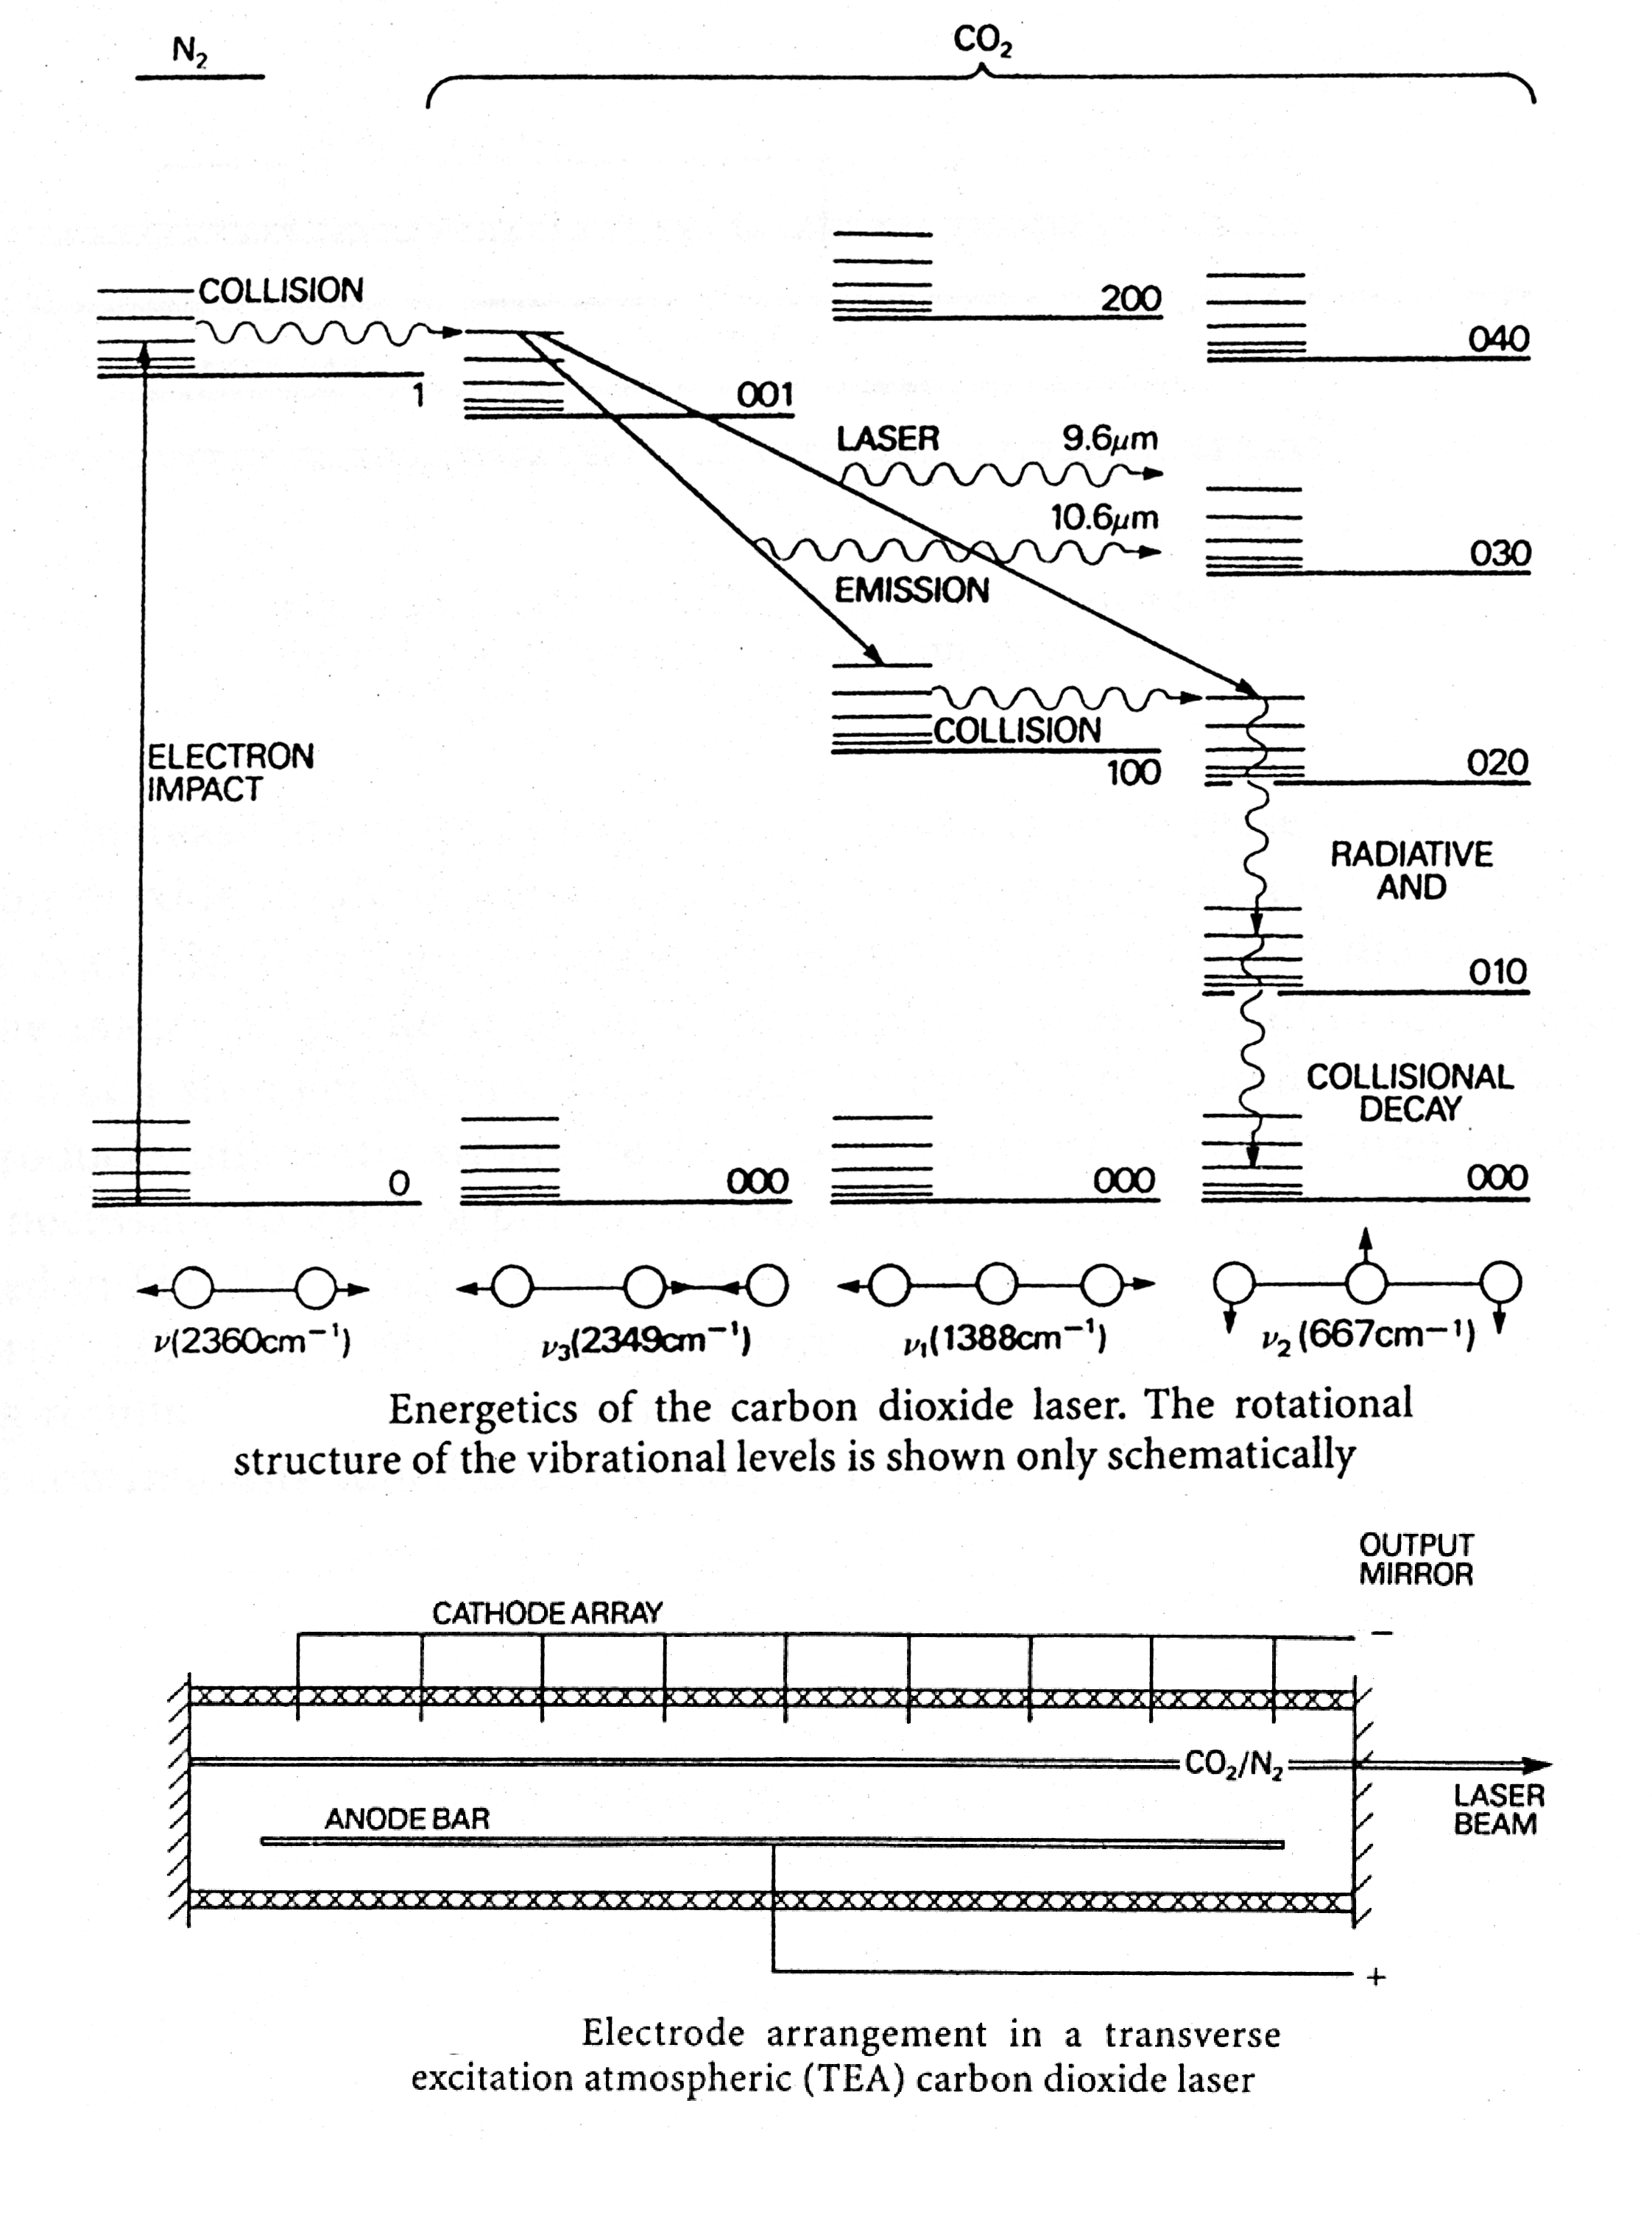 N₂
CO₂
COLLISION
200
040
1
001
LASER 9.6μm
10.6μm
030
EMISSION
COLLISION
100
020
ELECTRON
IMPACT
RADIATIVE
AND
010
COLLISIONAL
DECAY
0
000
000
000
ν(2360cm⁻¹)
ν₃(2349cm⁻¹)
ν₁(1388cm⁻¹)
ν₂(667cm⁻¹)
Energetics of the carbon dioxide laser. The rotational
structure of the vibrational levels is shown only schematically
OUTPUT
MIRROR
CATHODE ARRAY
−
CO₂/N₂
LASER
BEAM
ANODE BAR
+
Electrode arrangement in a transverse
excitation atmospheric (TEA) carbon dioxide laser